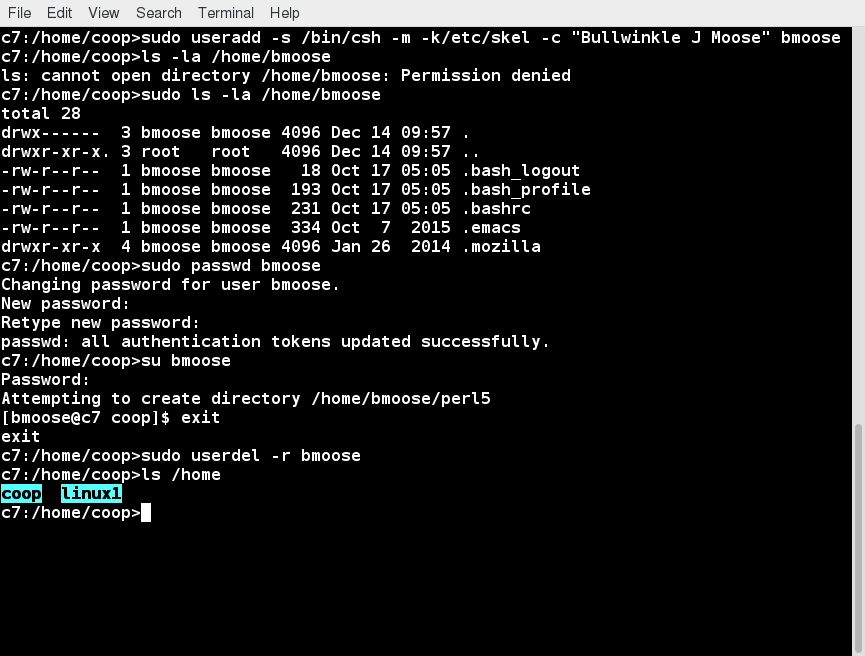 File Edit View Search Terminal Help
c7:/home/coop>sudo useradd -s /bin/csh -m -k/etc/skel -c "Bullwinkle J Moose" bmoose
c7:/home/coop>ls -la /home/bmoose
ls: cannot open directory /home/bmoose: Permission denied
c7:/home/coop>sudo ls -la /home/bmoose
total 28
drwx------  3 bmoose bmoose 4096 Dec 14 09:57 .
drwxr-xr-x. 3 root   root   4096 Dec 14 09:57 ..
-rw-r--r--  1 bmoose bmoose   18 Oct 17 05:05 .bash_logout
-rw-r--r--  1 bmoose bmoose  193 Oct 17 05:05 .bash_profile
-rw-r--r--  1 bmoose bmoose  231 Oct 17 05:05 .bashrc
-rw-r--r--  1 bmoose bmoose  334 Oct  7  2015 .emacs
drwxr-xr-x  4 bmoose bmoose 4096 Jan 26  2014 .mozilla
c7:/home/coop>sudo passwd bmoose
Changing password for user bmoose.
New password:
Retype new password:
passwd: all authentication tokens updated successfully.
c7:/home/coop>su bmoose
Password:
Attempting to create directory /home/bmoose/perl5
[bmoose@c7 coop]$ exit
exit
c7:/home/coop>sudo userdel -r bmoose
c7:/home/coop>ls /home
coop  linux1
c7:/home/coop>